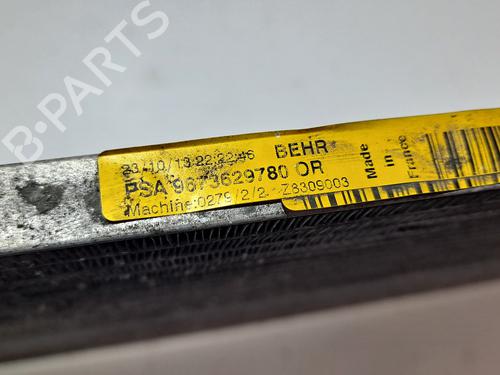 B-PARTS
23/10/13 22:22:46 BEHR
PSA 9673629780 OR
Machine:0279/2/2 Z8309003
Made
in
France